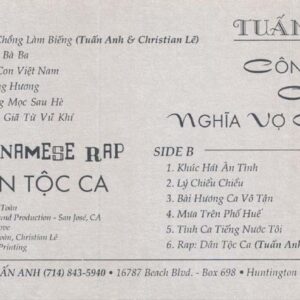 Chồng Làm Biếng (Tuấn Anh & Christian Lê)
Bà Ba
Con Việt Nam
Hương
Mọc Sau Hè
Giã Từ Vũ Khí
NAMESE RAP
N TỘC CA
Toàn
und Production - San José, CA
ove
oàn, Christian Lê
Printing
TUẤN
CÔN
C
NGHĨA VỢ C
SIDE B
1. Khúc Hát Ân Tình
2. Lý Chiều Chiều
3. Bài Hương Ca Vô Tận
4. Mưa Trên Phố Huế
5. Tình Ca Tiếng Nước Tôi
6. Rap: Dân Tộc Ca (Tuấn Anh
UẤN ANH (714) 843-5940 • 16787 Beach Blvd. - Box 698 • Huntington